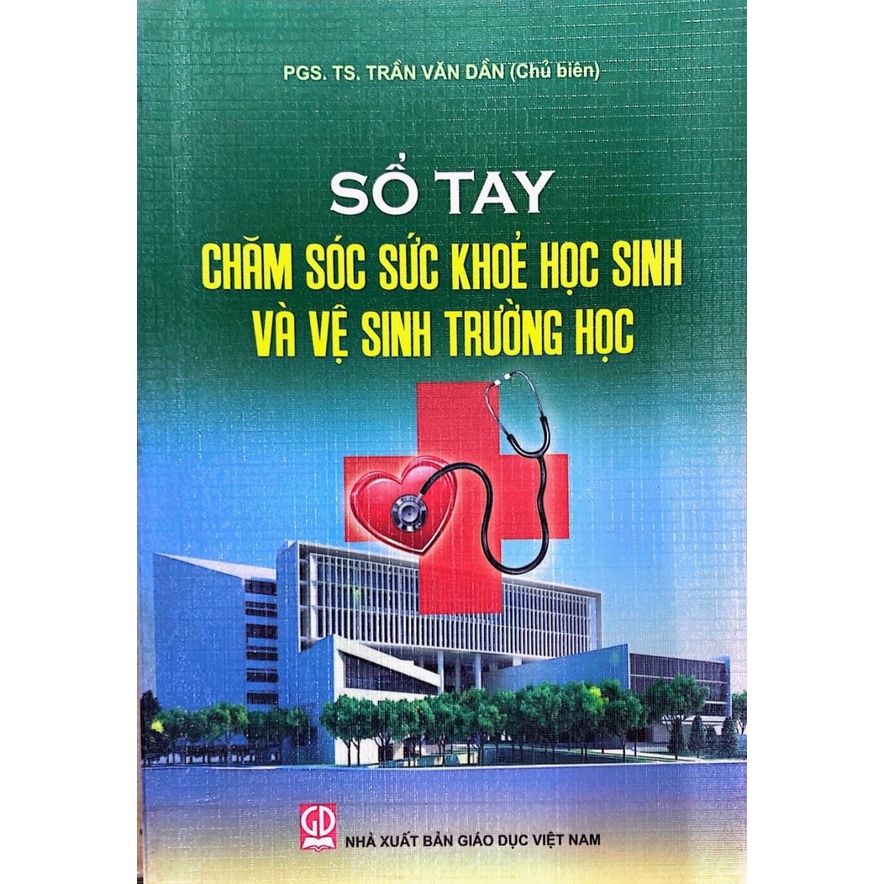 PGS. TS. TRẦN VĂN DẦN (Chủ biên)
SỔ TAY
CHĂM SÓC SỨC KHOẺ HỌC SINH
VÀ VỆ SINH TRƯỜNG HỌC
GD
NHÀ XUẤT BẢN GIÁO DỤC VIỆT NAM